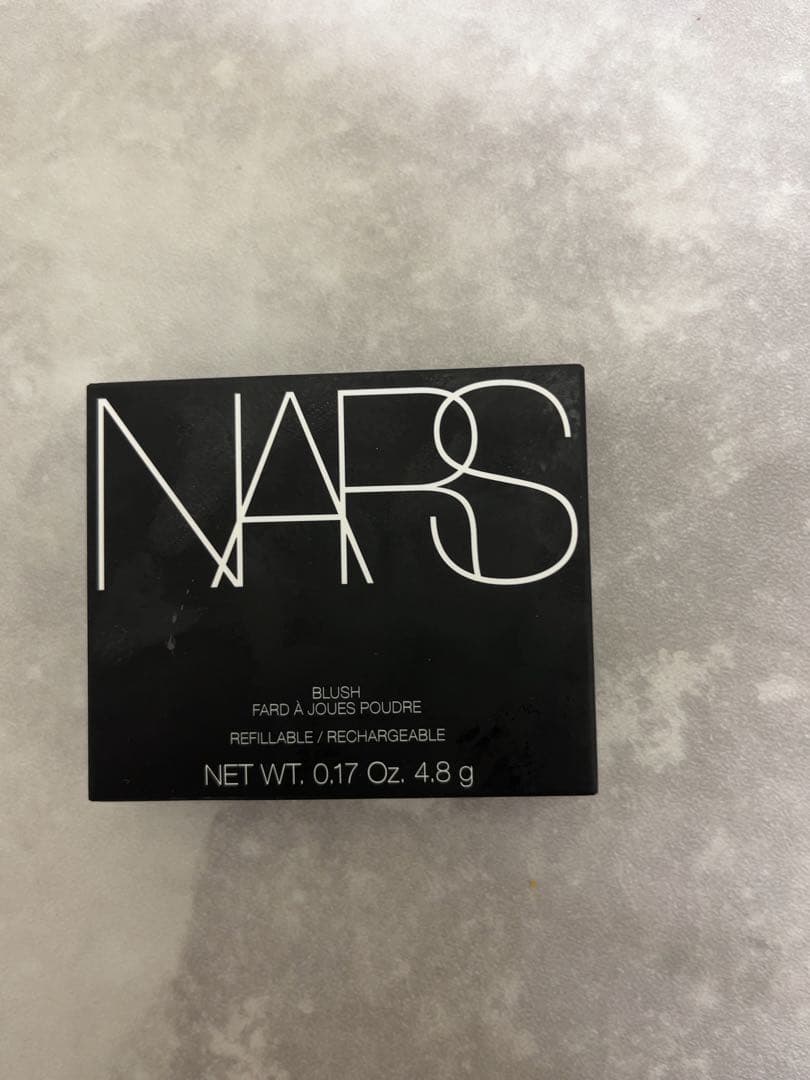 NARS
BLUSH
FARD À JOUES POUDRE
REFILLABLE / RECHARGEABLE
NET WT. 0.17 Oz. 4.8 g